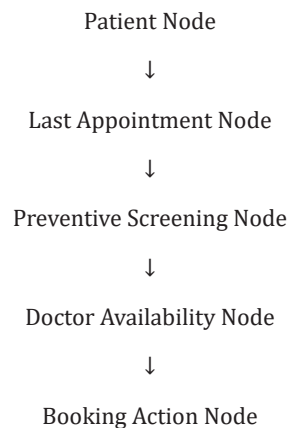 Patient Node
↓
Last Appointment Node
↓
Preventive Screening Node
↓
Doctor Availability Node
↓
Booking Action Node